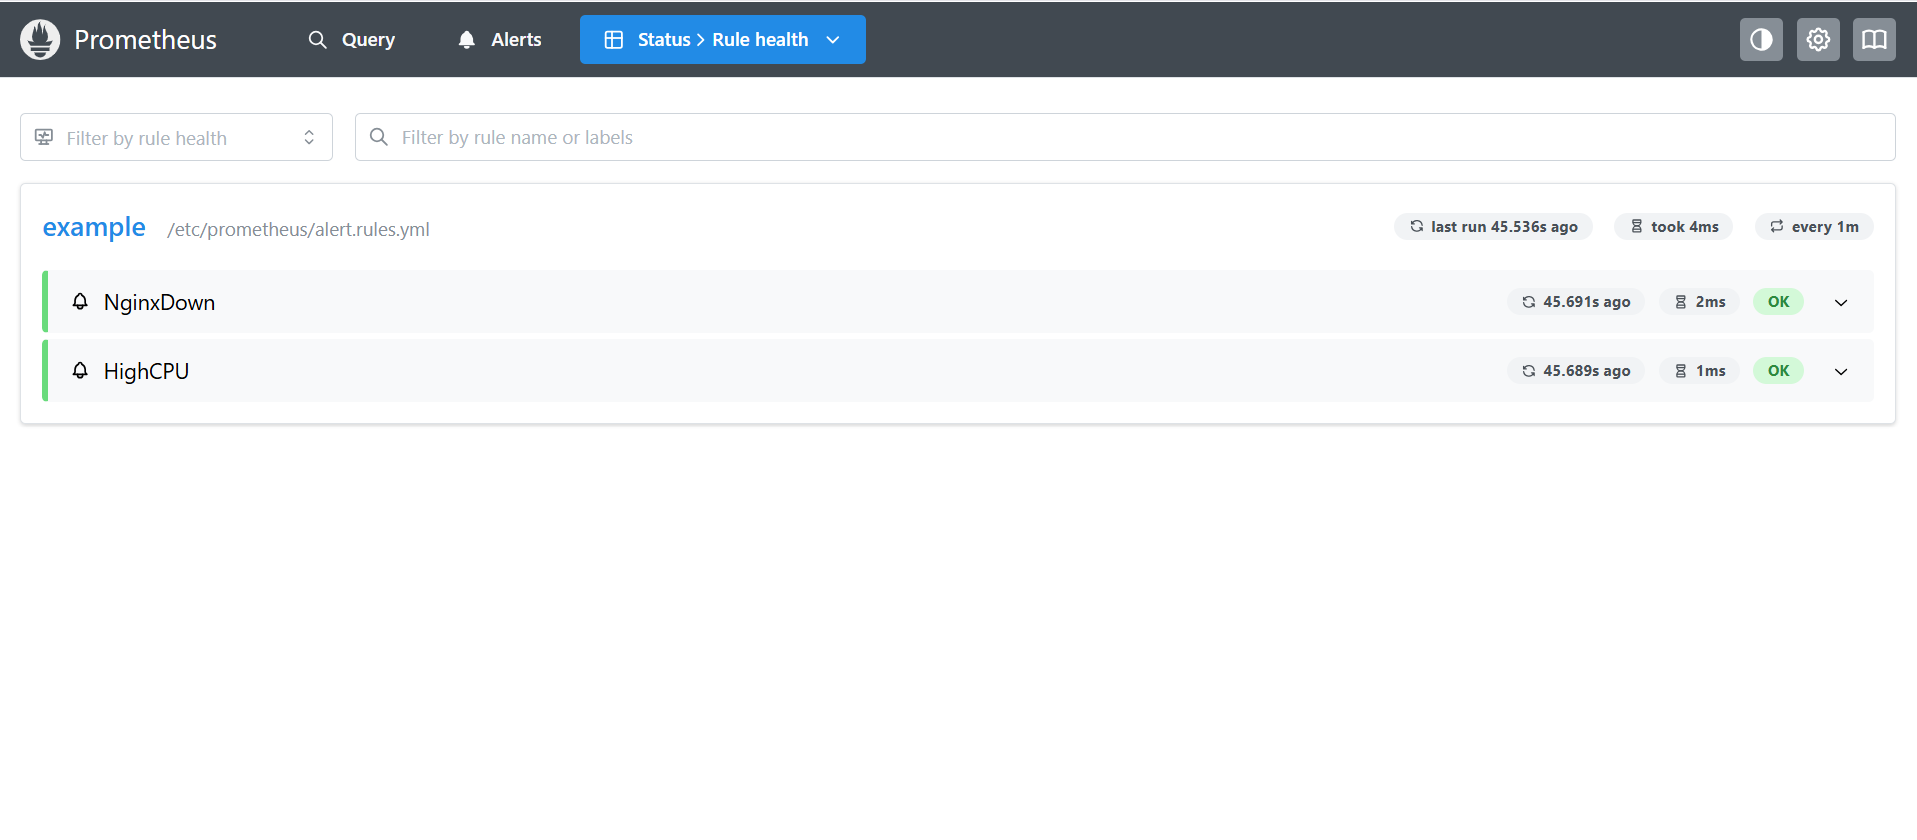 Prometheus Query Alerts Status > Rule health
Filter by rule health Filter by rule name or labels
example /etc/prometheus/alert.rules.yml last run 45.536s ago took 4ms every 1m
NginxDown 45.691s ago 2ms OK
HighCPU 45.689s ago 1ms OK